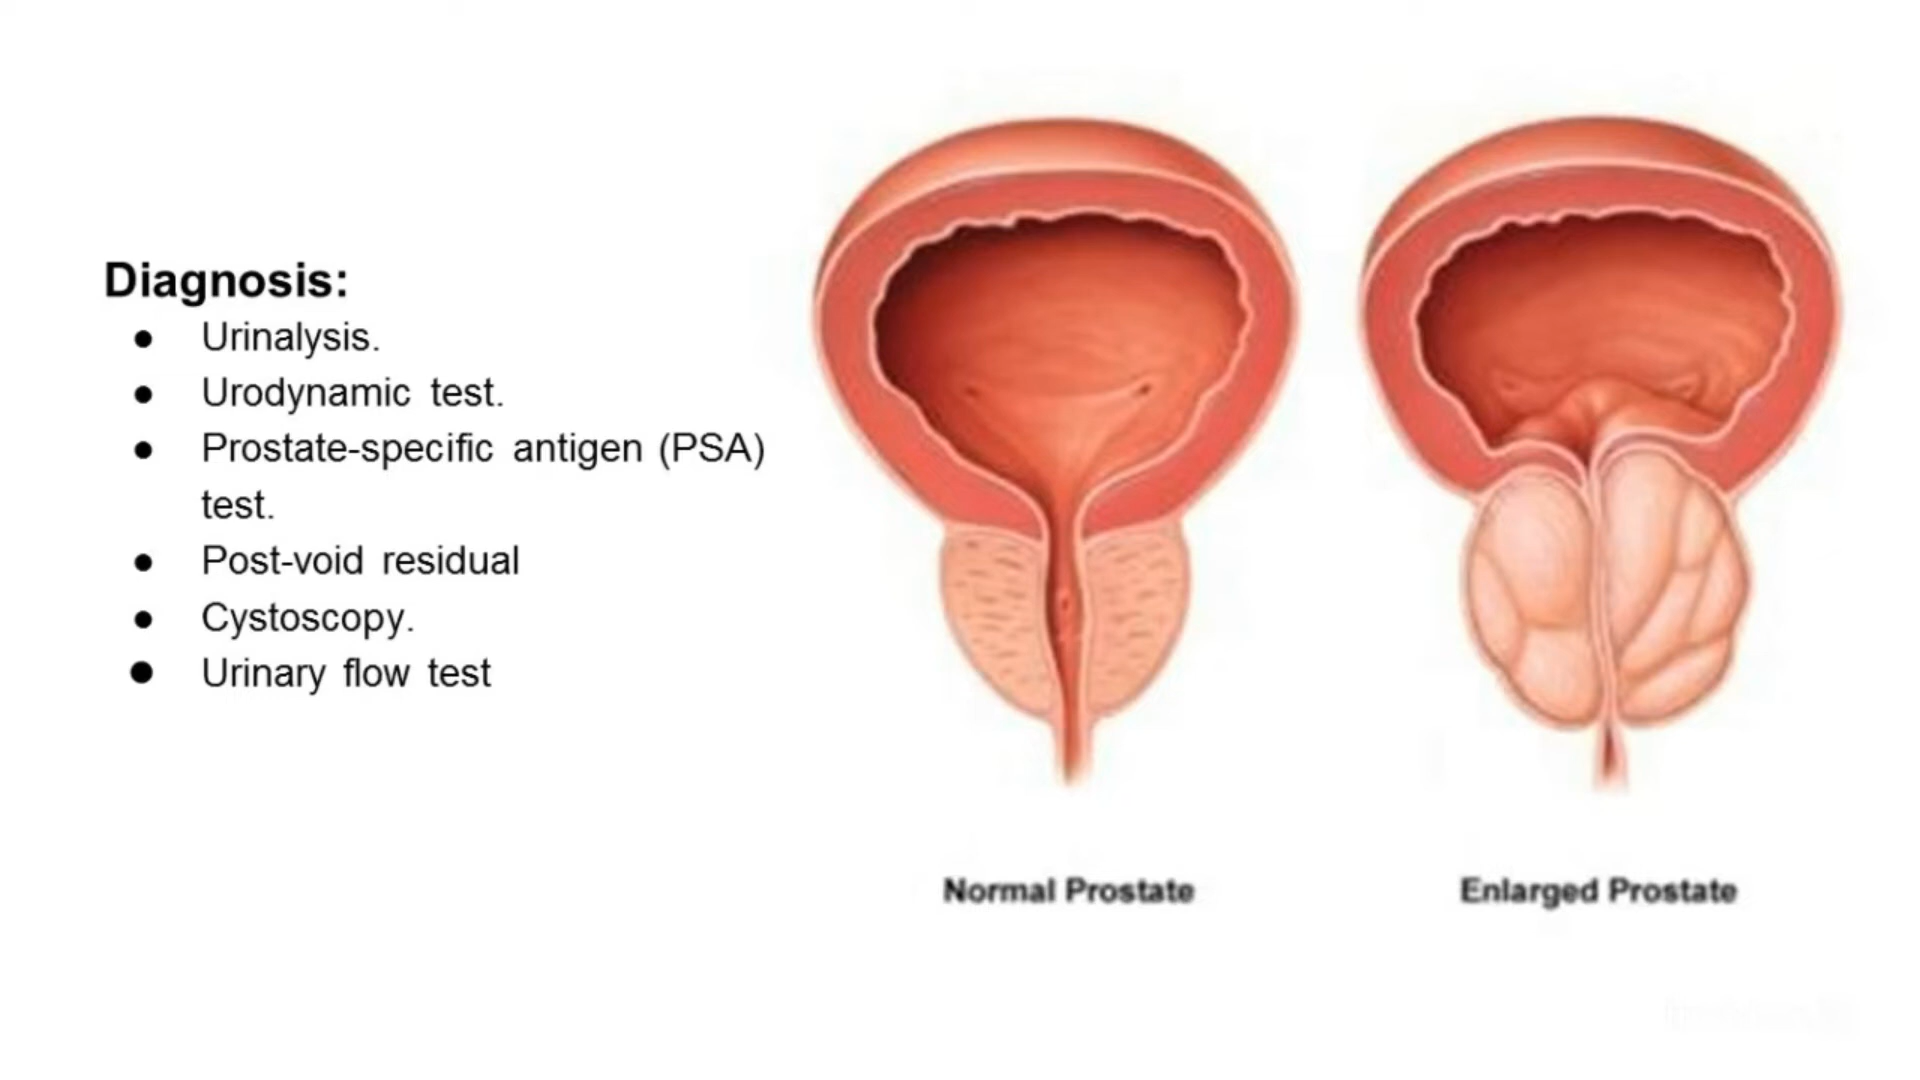 Diagnosis:
● Urinalysis.
● Urodynamic test.
● Prostate-specific antigen (PSA)
test.
● Post-void residual
● Cystoscopy.
● Urinary flow test
Normal Prostate
Enlarged Prostate